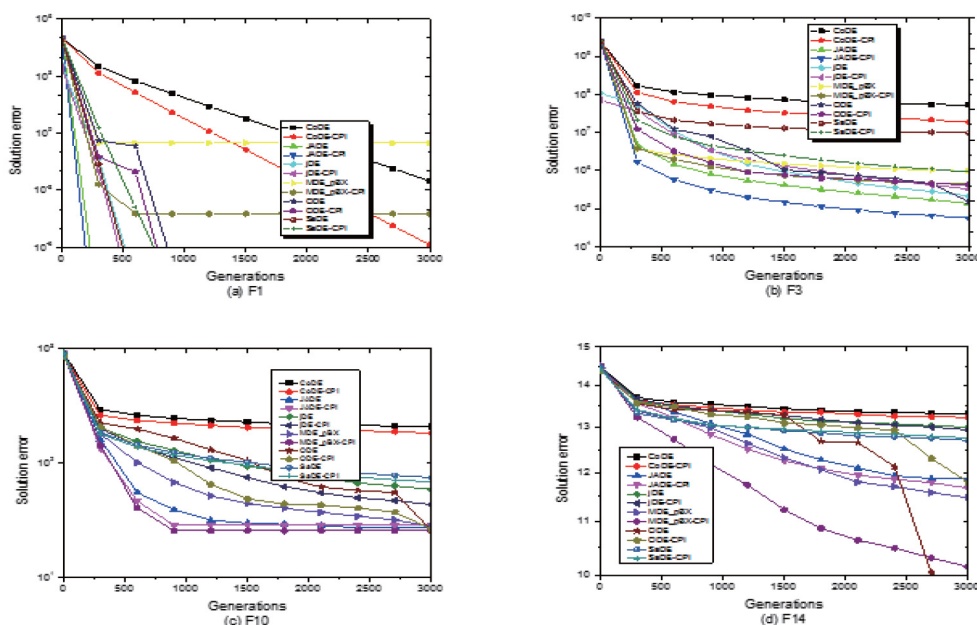 Solution error
CoDE
CoDE-CPI
JADE
JADE-CPI
jDE
jDE-CPI
MDE_pBX
MDE_pBX-CPI
ODE
ODE-CPI
SaDE
SaDE-CPI
0 500 1000 1500 2000 2500 3000
Generations
(a) F1
Solution error
CoDE
CoDE-CPI
JADE
JADE-CPI
jDE
jDE-CPI
MDE_pBX
MDE_pBX-CPI
ODE
ODE-CPI
SaDE
SaDE-CPI
0 500 1000 1500 2000 2500 3000
Generations
(b) F3
Solution error
CoDE
CoDE-CPI
JADE
JADE-CPI
jDE
jDE-CPI
MDE_pBX
MDE_pBX-CPI
ODE
ODE-CPI
SaDE
SaDE-CPI
0 500 1000 1500 2000 2500 3000
Generations
(c) F10
15
14
13
12
11
10
Solution error
CoDE
CoDE-CPI
JADE
JADE-CPI
jDE
jDE-CPI
MDE_pBX
MDE_pBX-CPI
ODE
ODE-CPI
SaDE
SaDE-CPI
0 500 1000 1500 2000 2500 3000
Generations
(d) F14